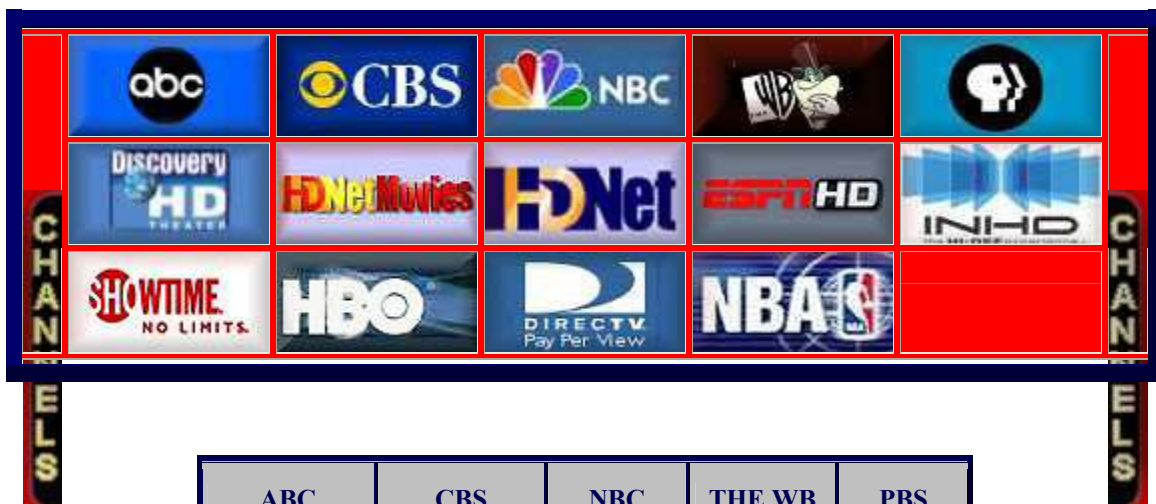 abc CBS NBC WB
Discovery HD THEATER HDNetMovies HDNet ESPN HD INHD
SHOWTIME. NO LIMITS. HBO DIRECTV Pay Per View NBA
CHANNELS
CHANNELS
ABC CBS NBC THE WB PBS